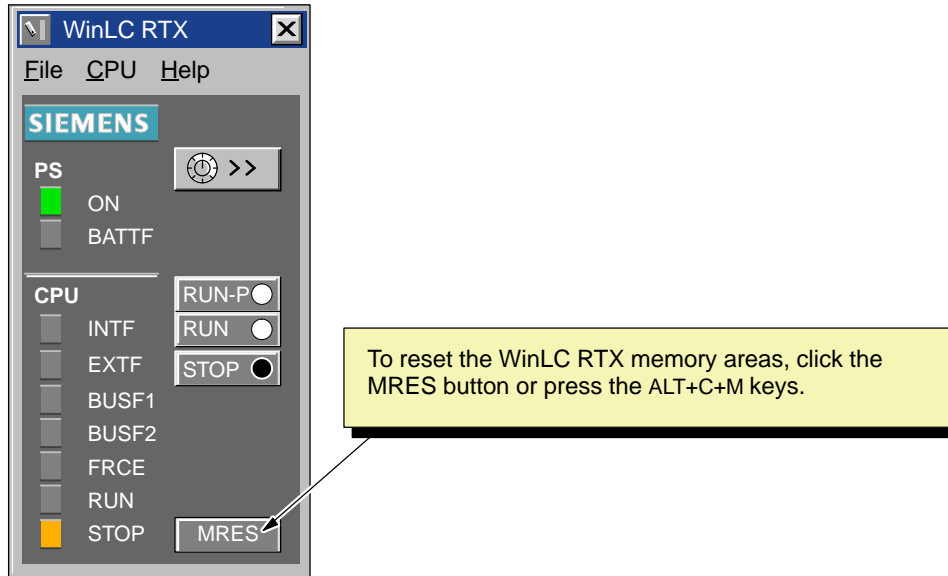 WinLC RTX
File CPU Help
SIEMENS
PS
>>
ON
BATTF
CPU
RUN-P
INTF
RUN
EXTF
STOP
BUSF1
BUSF2
FRCE
RUN
STOP
MRES
To reset the WinLC RTX memory areas, click the
MRES button or press the ALT+C+M keys.